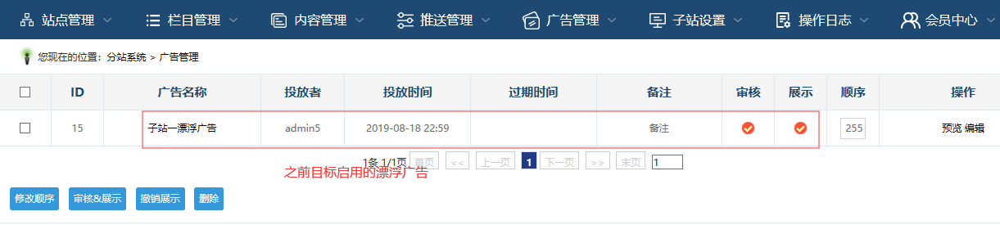 站点管理 栏目管理 内容管理 推送管理 广告管理 子站设置 操作日志 会员中心
您现在的位置：分站系统 > 广告管理
ID 广告名称 投放者 投放时间 过期时间 备注 审核 展示 顺序 操作
15 子站一漂浮广告 admin5 2019-08-18 22:59 备注 255 预览 编辑
1条 1/1页 首页 << 上一页 1 下一页 >> 末页 1
之前目标启用的漂浮广告
修改顺序 审核&展示 撤销展示 删除